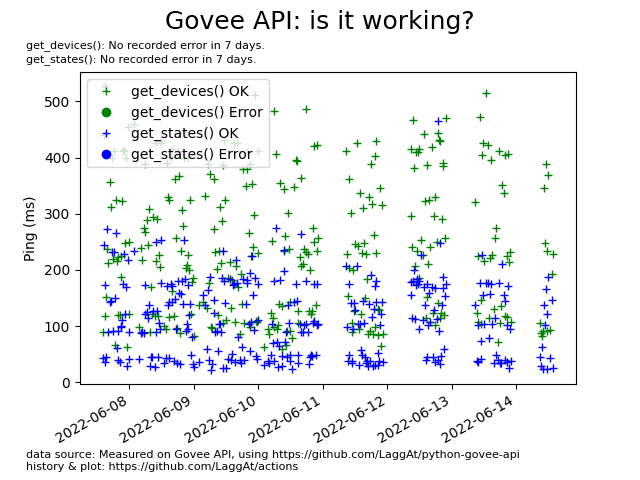 Govee API: is it working?
get_devices(): No recorded error in 7 days.
get_states(): No recorded error in 7 days.
get_devices() OK
get_devices() Error
get_states() OK
get_states() Error
Ping (ms)
500
400
300
200
100
0
2022-06-08
2022-06-09
2022-06-10
2022-06-11
2022-06-12
2022-06-13
2022-06-14
data source: Measured on Govee API, using https://github.com/LaggAt/python-govee-api
history & plot: https://github.com/LaggAt/actions